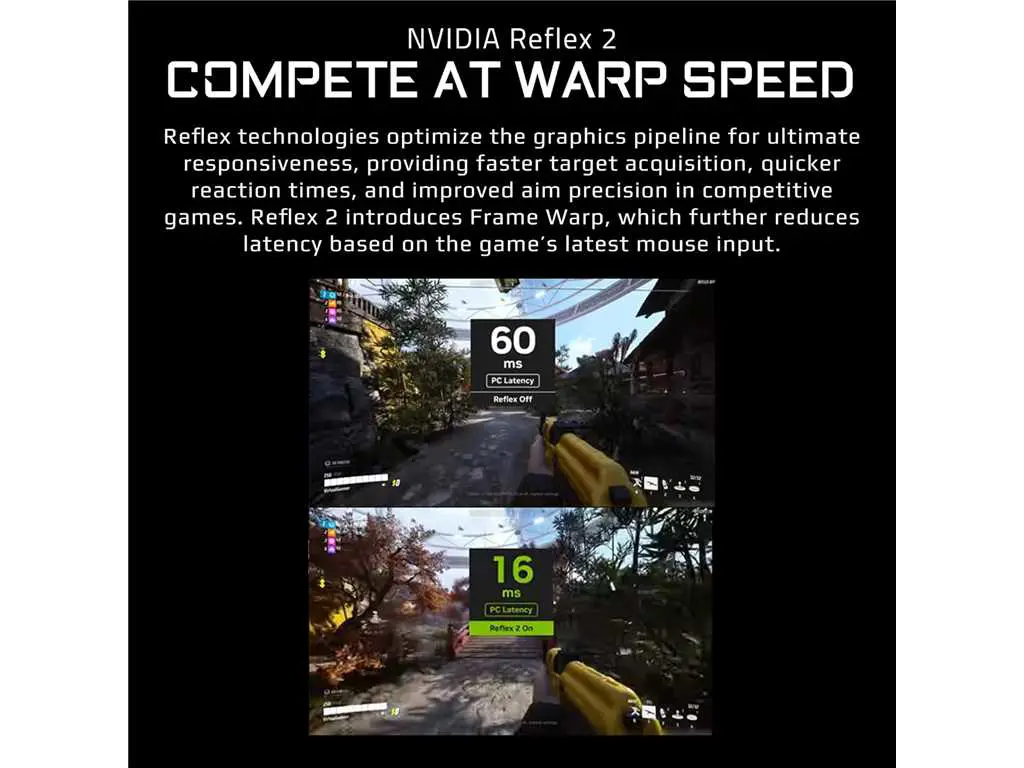 NVIDIA Reflex 2
COMPETE AT WARP SPEED
Reflex technologies optimize the graphics pipeline for ultimate
responsiveness, providing faster target acquisition, quicker
reaction times, and improved aim precision in competitive
games. Reflex 2 introduces Frame Warp, which further reduces
latency based on the game’s latest mouse input.
60
ms
PC Latency
Reflex Off
16
ms
PC Latency
Reflex 2 On